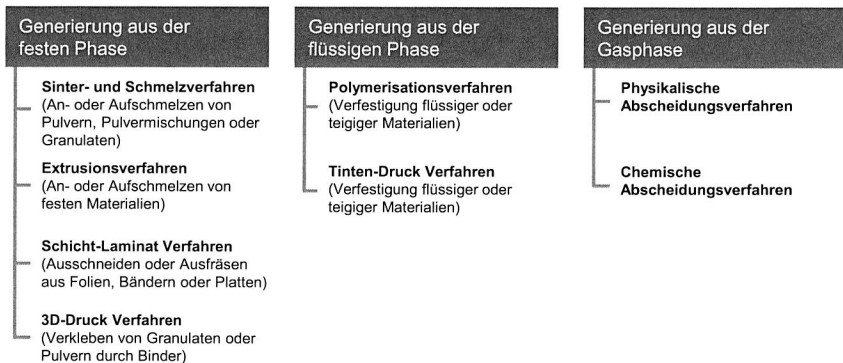 Generierung aus der
festen Phase
Sinter- und Schmelzverfahren
(An- oder Aufschmelzen von
Pulvern, Pulvermischungen oder
Granulaten)
Extrusionsverfahren
(An- oder Aufschmelzen von
festen Materialien)
Schicht-Laminat Verfahren
(Ausschneiden oder Ausfräsen
aus Folien, Bändern oder Platten)
3D-Druck Verfahren
(Verkleben von Granulaten oder
Pulvern durch Binder)
Generierung aus der
flüssigen Phase
Polymerisationsverfahren
(Verfestigung flüssiger oder
teigiger Materialien)
Tinten-Druck Verfahren
(Verfestigung flüssiger oder
teigiger Materialien)
Generierung aus der
Gasphase
Physikalische
Abscheidungsverfahren
Chemische
Abscheidungsverfahren